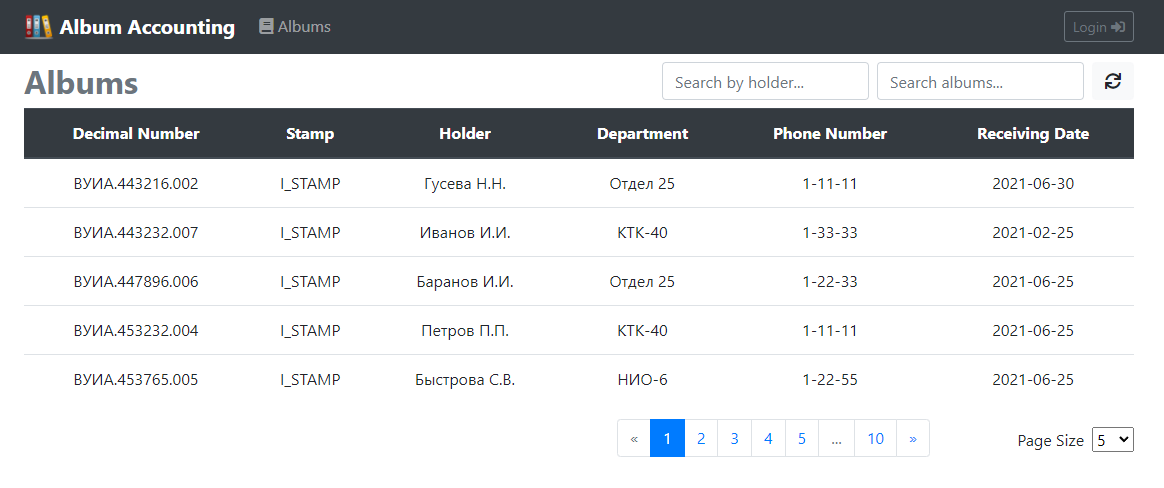 Album Accounting Albums Login
Albums Search by holder... Search albums...
Decimal Number Stamp Holder Department Phone Number Receiving Date
ВУИА.443216.002 I_STAMP Гусева Н.Н. Отдел 25 1-11-11 2021-06-30
ВУИА.443232.007 I_STAMP Иванов И.И. КТК-40 1-33-33 2021-02-25
ВУИА.447896.006 I_STAMP Баранов И.И. Отдел 25 1-22-33 2021-06-25
ВУИА.453232.004 I_STAMP Петров П.П. КТК-40 1-11-11 2021-06-25
ВУИА.453765.005 I_STAMP Быстрова С.В. НИО-6 1-22-55 2021-06-25
« 1 2 3 4 5 ... 10 » Page Size 5